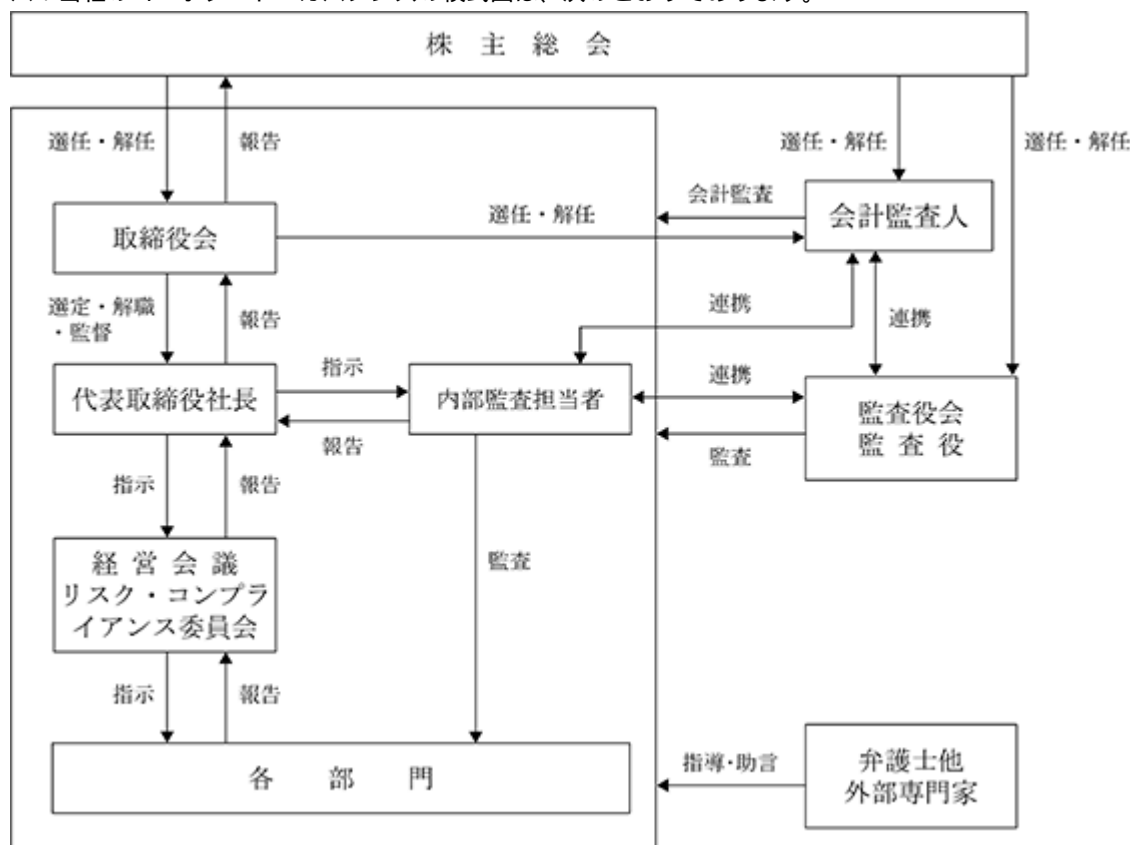 株 主 総 会
選任・解任
報告
選任・解任
選任・解任
会計監査
会計監査人
選任・解任
取締役会
選定・解職
・監督
報告
連携
連携
指示
連携
代表取締役社長
内部監査担当者
監査役会
監 査 役
報告
監査
指示
報告
監査
経 営 会 議
リスク・コンプラ
イアンス委員会
指示
報告
各 部 門
指導・助言
弁護士他
外部専門家